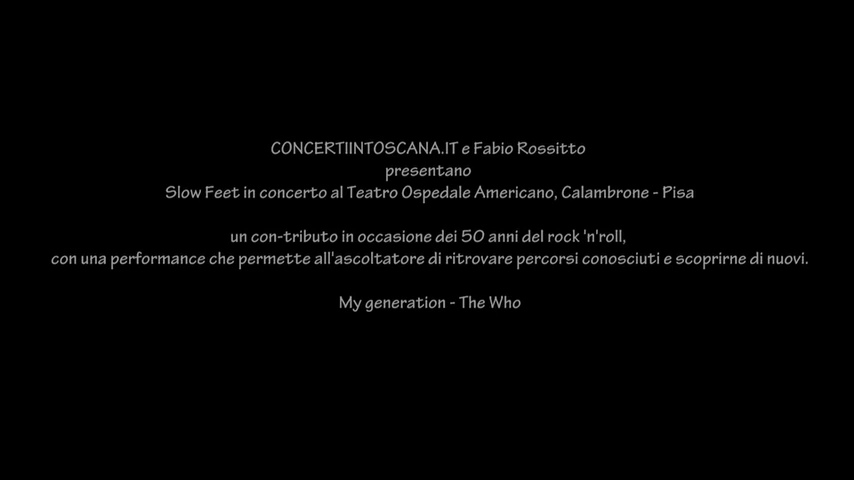 CONCERTIINTOSCANA.IT e Fabio Rossitto
presentano
Slow Feet in concerto al Teatro Ospedale Americano, Calambrone - Pisa
un con-tributo in occasione dei 50 anni del rock 'n'roll,
con una performance che permette all'ascoltatore di ritrovare percorsi conosciuti e scoprirne di nuovi.
My generation - The Who